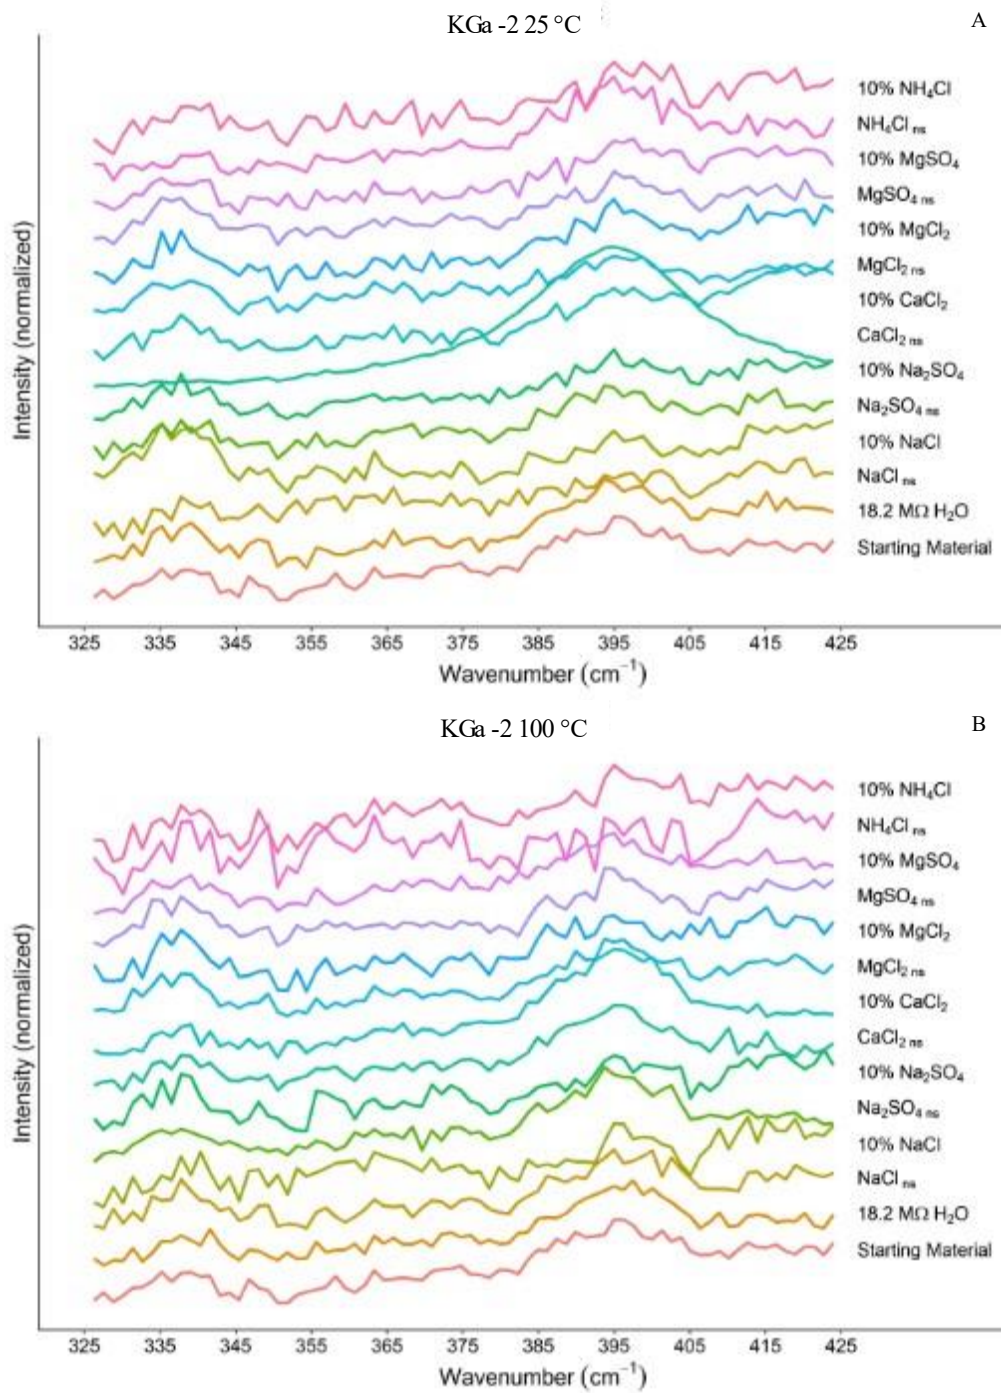 KGa -2 25 °C
A
10% NH₄Cl
NH₄Cl ns
10% MgSO₄
MgSO₄ ns
10% MgCl₂
MgCl₂ ns
10% CaCl₂
CaCl₂ ns
10% Na₂SO₄
Na₂SO₄ ns
10% NaCl
NaCl ns
18.2 MΩ H₂O
Starting Material
Intensity (normalized)
325 335 345 355 365 375 385 395 405 415 425
Wavenumber (cm⁻¹)
KGa -2 100 °C
B
10% NH₄Cl
NH₄Cl ns
10% MgSO₄
MgSO₄ ns
10% MgCl₂
MgCl₂ ns
10% CaCl₂
CaCl₂ ns
10% Na₂SO₄
Na₂SO₄ ns
10% NaCl
NaCl ns
18.2 MΩ H₂O
Starting Material
Intensity (normalized)
325 335 345 355 365 375 385 395 405 415 425
Wavenumber (cm⁻¹)